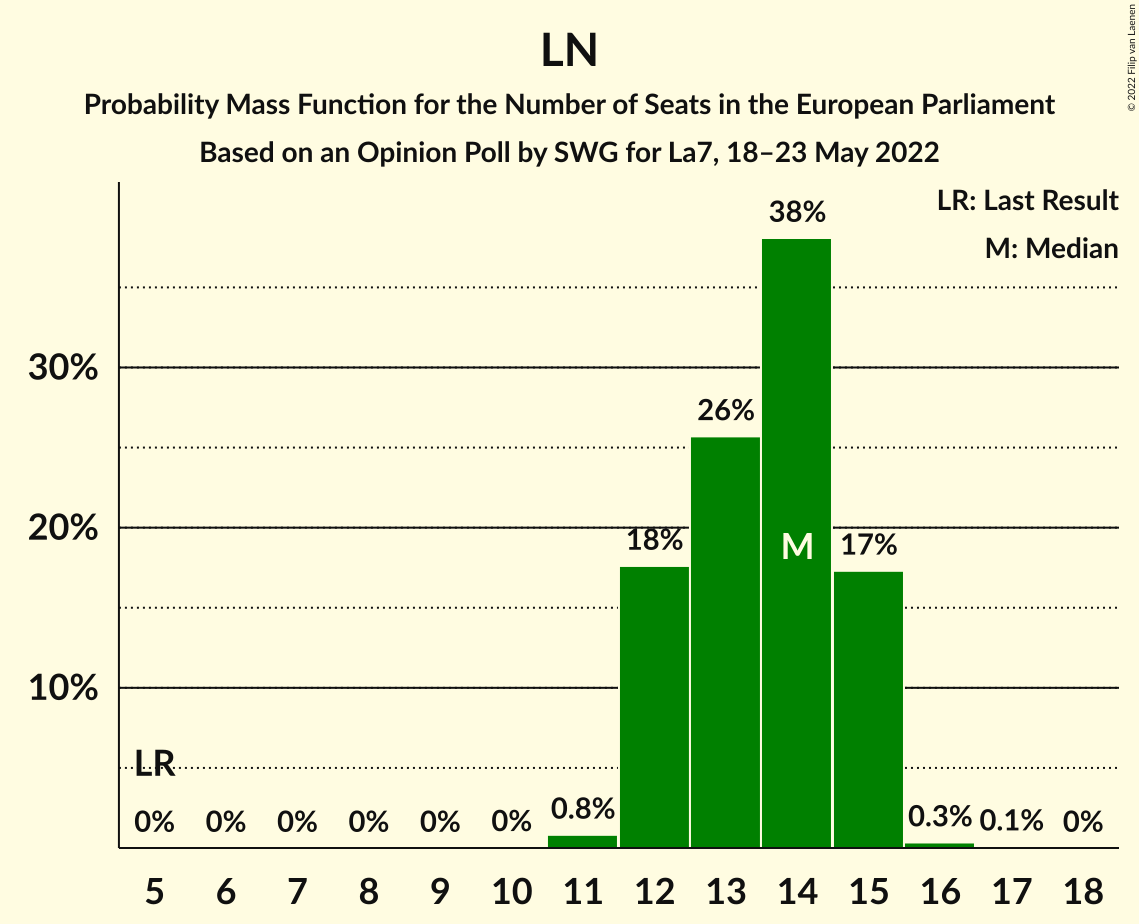 LN
Probability Mass Function for the Number of Seats in the European Parliament
Based on an Opinion Poll by SWG for La7, 18–23 May 2022
© 2022 Filip van Laenen
LR: Last Result
M: Median
38%
30%
26%
20%
18%
M
17%
10%
LR
0%
0%
0%
0%
0%
0%
0.8%
0.3%
0.1%
0%
5 6 7 8 9 10 11 12 13 14 15 16 17 18